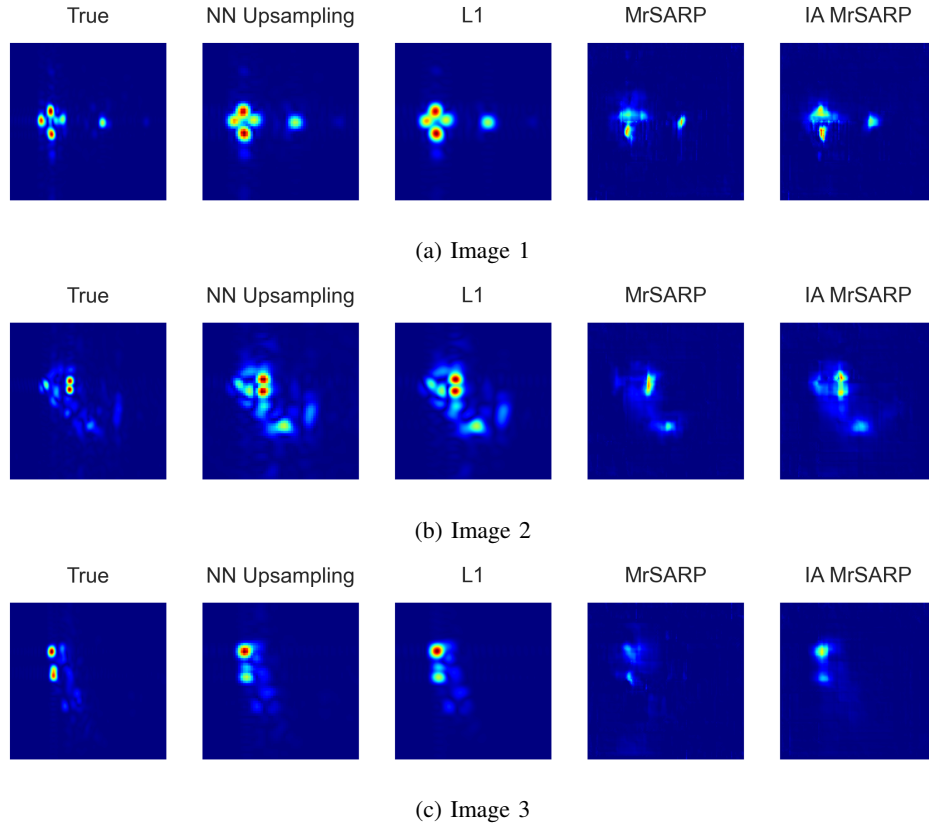 True NN Upsampling L1 MrSARP IA MrSARP
(a) Image 1
True NN Upsampling L1 MrSARP IA MrSARP
(b) Image 2
True NN Upsampling L1 MrSARP IA MrSARP
(c) Image 3